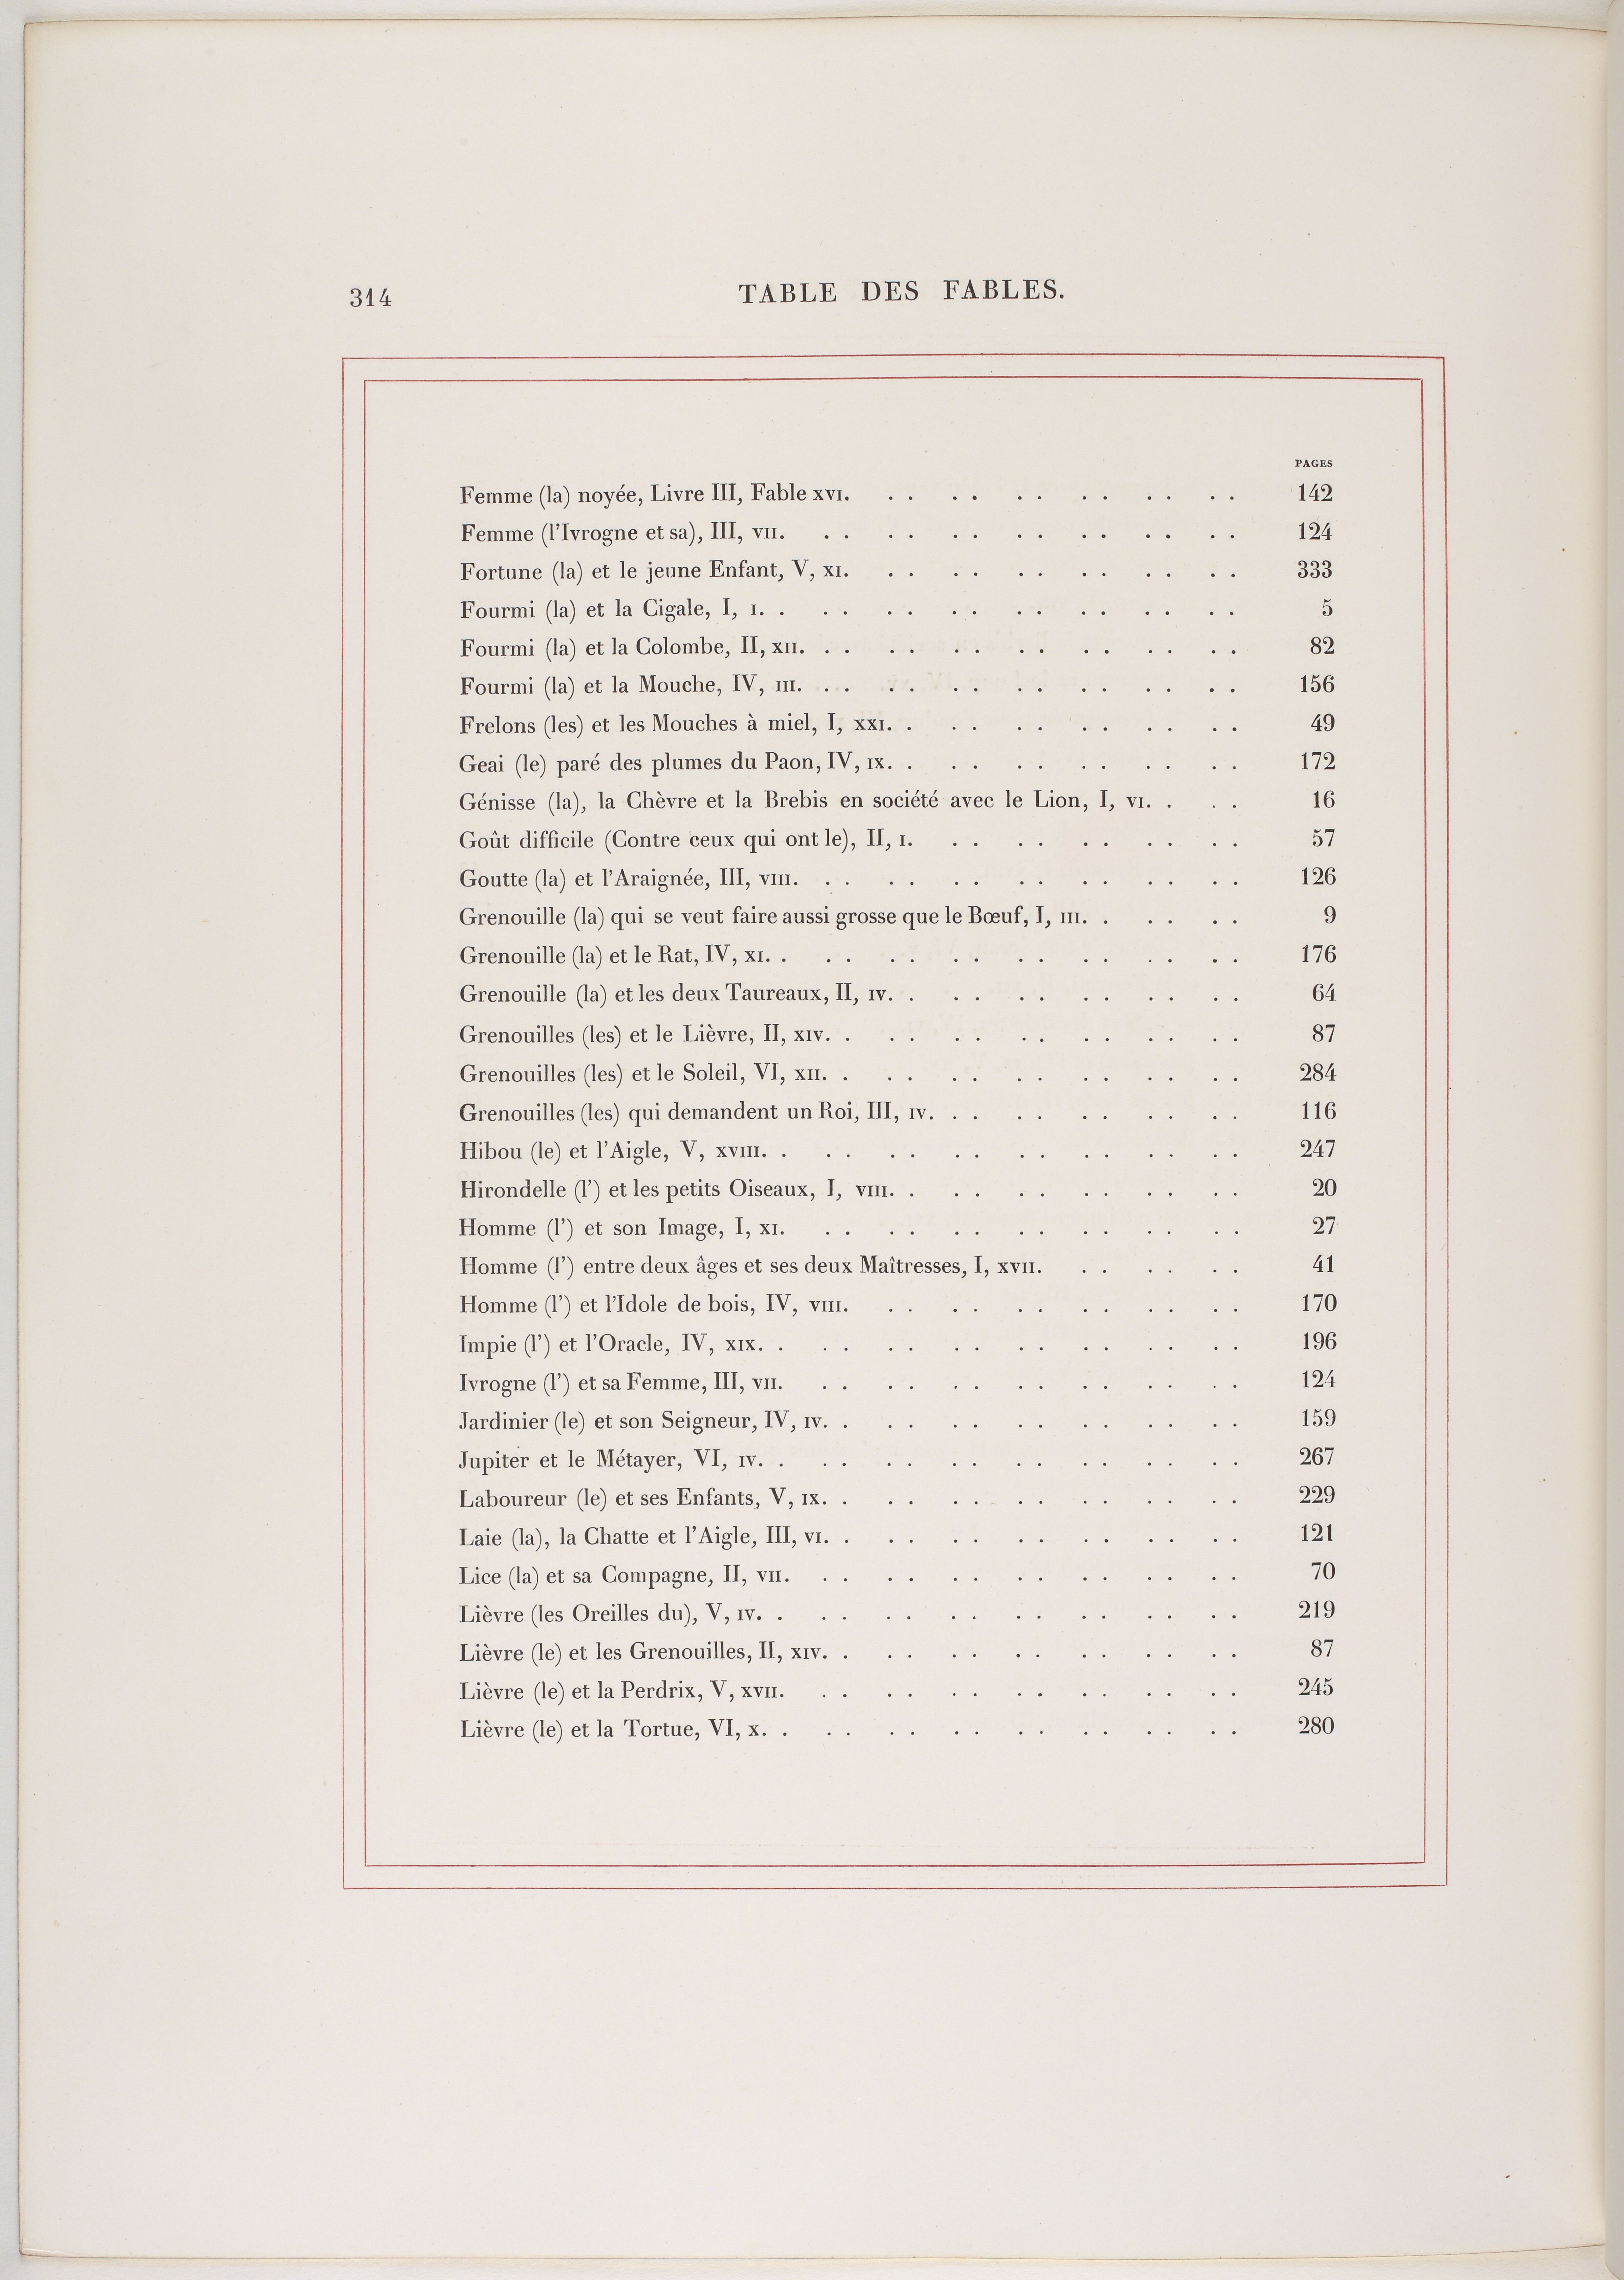 314
TABLE DES FABLES.
PAGES
Femme (la) noyée, Livre III, Fable xvi. . . . . . . . . . . . . 142
Femme (l'Ivrogne et sa), III, vii. . . . . . . . . . . . . . . 124
Fortune (la) et le jeune Enfant, V, xi. . . . . . . . . . . . . 333
Fourmi (la) et la Cigale, I, i. . . . . . . . . . . . . . . . 5
Fourmi (la) et la Colombe, II, xii. . . . . . . . . . . . . . . 82
Fourmi (la) et la Mouche, IV, iii. . . . . . . . . . . . . . . 156
Frelons (les) et les Mouches à miel, I, xxi. . . . . . . . . . . . 49
Geai (le) paré des plumes du Paon, IV, ix. . . . . . . . . . . . 172
Génisse (la), la Chèvre et la Brebis en société avec le Lion, I, vi. . . . 16
Goût difficile (Contre ceux qui ont le), II, i. . . . . . . . . . . 57
Goutte (la) et l'Araignée, III, viii. . . . . . . . . . . . . . . 126
Grenouille (la) qui se veut faire aussi grosse que le Bœuf, I, iii. . . . . . 9
Grenouille (la) et le Rat, IV, xi. . . . . . . . . . . . . . . . 176
Grenouille (la) et les deux Taureaux, II, iv. . . . . . . . . . . . 64
Grenouilles (les) et le Lièvre, II, xiv. . . . . . . . . . . . . . 87
Grenouilles (les) et le Soleil, VI, xii. . . . . . . . . . . . . . 284
Grenouilles (les) qui demandent un Roi, III, iv. . . . . . . . . . . 116
Hibou (le) et l'Aigle, V, xviii. . . . . . . . . . . . . . . . 247
Hirondelle (l') et les petits Oiseaux, I, viii. . . . . . . . . . . . 20
Homme (l') et son Image, I, xi. . . . . . . . . . . . . . . 27
Homme (l') entre deux âges et ses deux Maîtresses, I, xvii. . . . . . . 41
Homme (l') et l'Idole de bois, IV, viii. . . . . . . . . . . . . 170
Impie (l') et l'Oracle, IV, xix. . . . . . . . . . . . . . . . 196
Ivrogne (l') et sa Femme, III, vii. . . . . . . . . . . . . . . 124
Jardinier (le) et son Seigneur, IV, iv. . . . . . . . . . . . . . 159
Jupiter et le Métayer, VI, iv. . . . . . . . . . . . . . . . 267
Laboureur (le) et ses Enfants, V, ix. . . . . . . . . . . . . . 229
Laie (la), la Chatte et l'Aigle, III, vi. . . . . . . . . . . . . . 121
Lice (la) et sa Compagne, II, vii. . . . . . . . . . . . . . . 70
Lièvre (les Oreilles du), V, iv. . . . . . . . . . . . . . . . 219
Lièvre (le) et les Grenouilles, II, xiv. . . . . . . . . . . . . . 87
Lièvre (le) et la Perdrix, V, xvii. . . . . . . . . . . . . . . 245
Lièvre (le) et la Tortue, VI, x. . . . . . . . . . . . . . . . 280